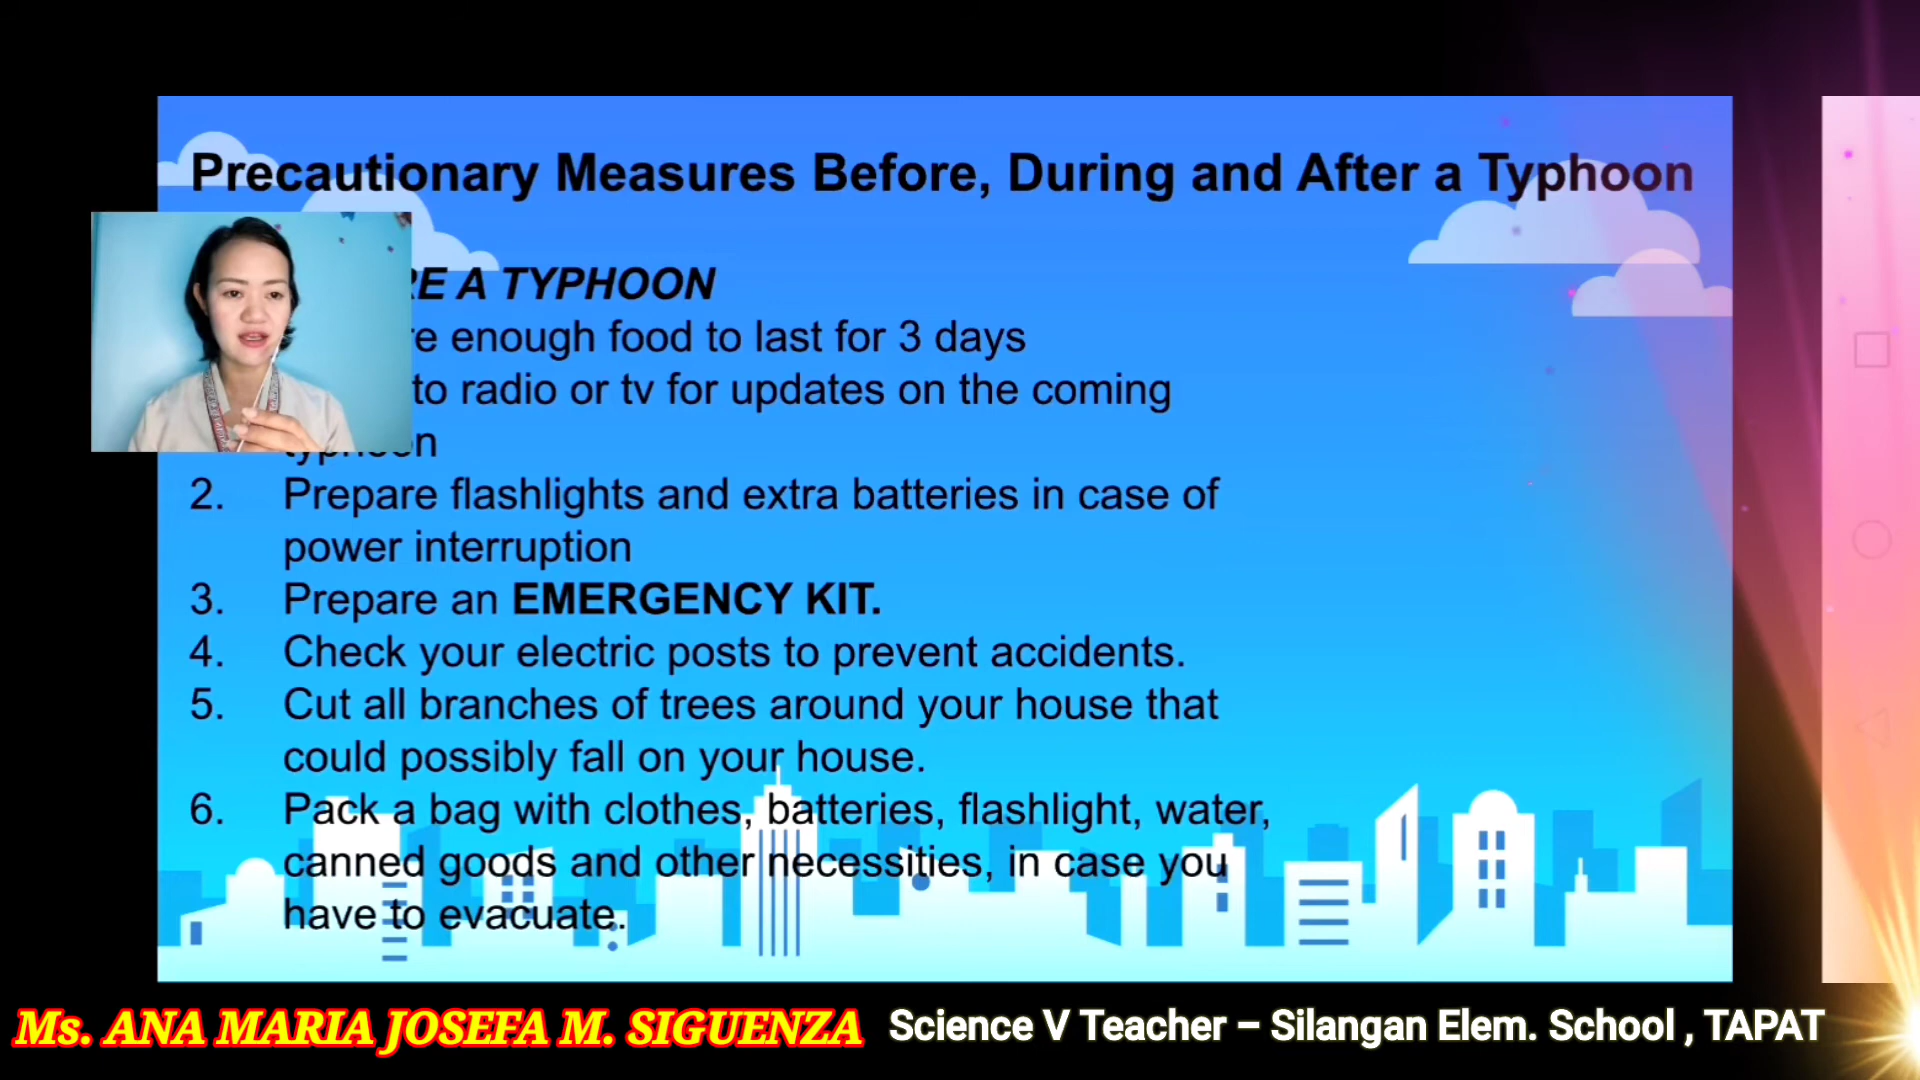 Precautionary Measures Before, During and After a Typhoon
A TYPHOON
enough food to last for 3 days
to radio or tv for updates on the coming
typhoon
2. Prepare flashlights and extra batteries in case of
power interruption
3. Prepare an EMERGENCY KIT.
4. Check your electric posts to prevent accidents.
5. Cut all branches of trees around your house that
could possibly fall on your house.
6. Pack a bag with clothes, batteries, flashlight, water,
canned goods and other necessities, in case you
have to evacuate.
Ms. ANA MARIA JOSEFA M. SIGUENZA Science V Teacher – Silangan Elem. School , TAPAT